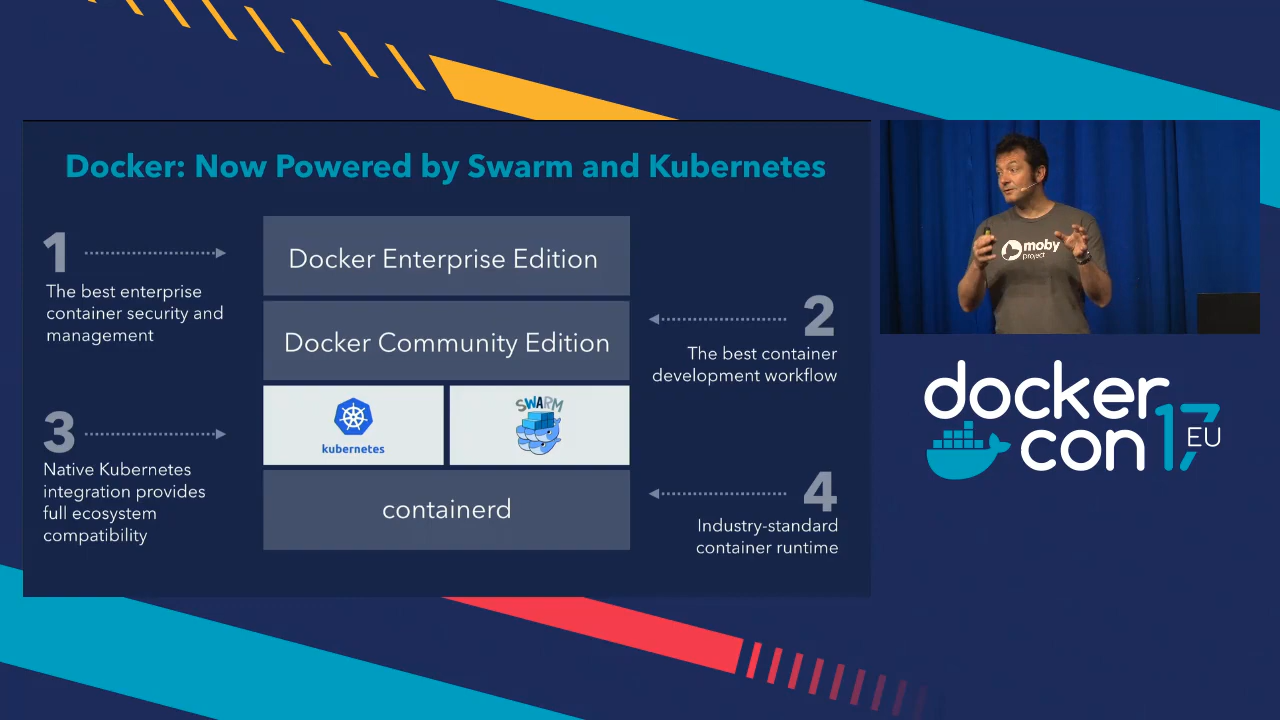 Docker: Now Powered by Swarm and Kubernetes
1
The best enterprise
container security and
management
Docker Enterprise Edition
Docker Community Edition
2
The best container
development workflow
3
Native Kubernetes
integration provides
full ecosystem
compatibility
kubernetes
SWARM
containerd
4
Industry-standard
container runtime
moby
project
docker
con 17 EU